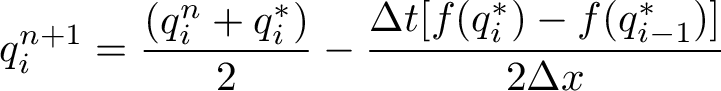 q_i^{n+1} = \frac{(q_i^n + q_i^*)}{2} - \frac{\Delta t[f(q_i^*) - f(q_{i-1}^*)]}{2\Delta x}